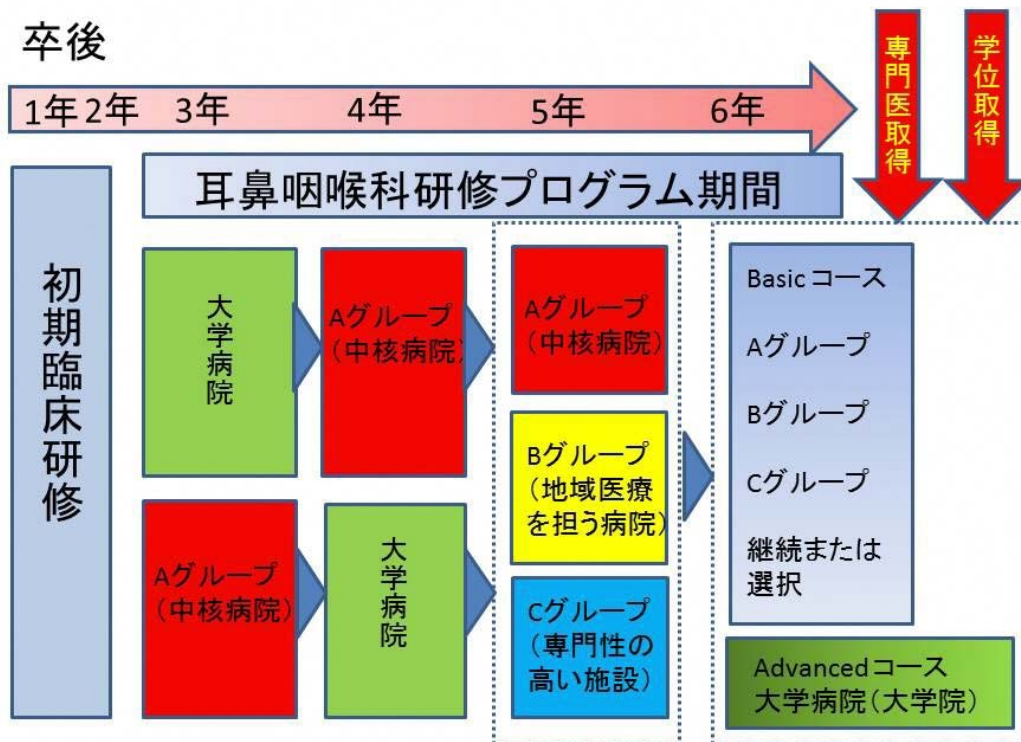 卒後
専門医取得
学位取得
1年 2年 3年 4年 5年 6年
耳鼻咽喉科研修プログラム期間
初期臨床研修
大学病院
Aグループ
(中核病院)
Aグループ
(中核病院)
Basic コース
Aグループ
Bグループ
Cグループ
継続または
選択
Bグループ
(地域医療
を担う病院)
Aグループ
(中核病院)
大学病院
Cグループ
(専門性の
高い施設)
Advancedコース
大学病院(大学院)